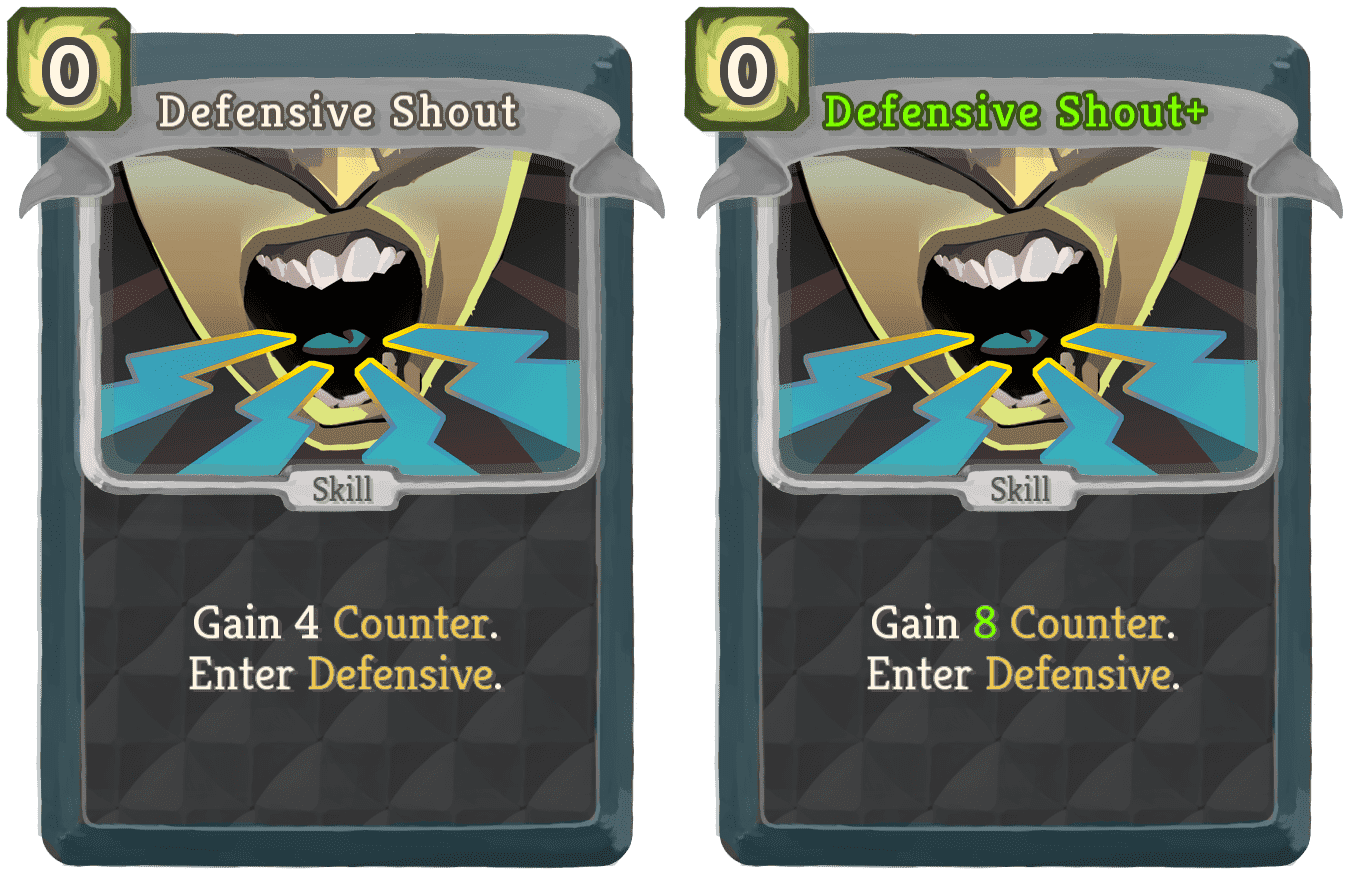 0
Defensive Shout
Skill
Gain 4 Counter.
Enter Defensive.
0
Defensive Shout+
Skill
Gain 8 Counter.
Enter Defensive.